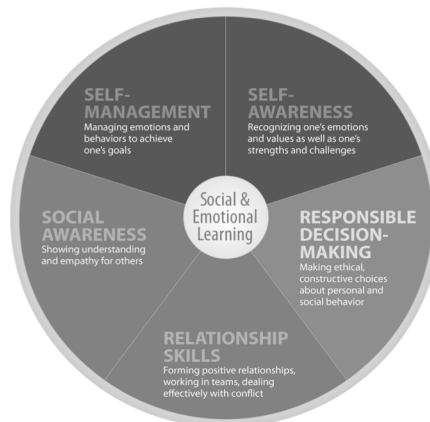 SELF-
MANAGEMENT
Managing emotions and
behaviors to achieve
one's goals
SELF-
AWARENESS
Recognizing one's emotions
and values as well as one's
strengths and challenges
SOCIAL
AWARENESS
Showing understanding
and empathy for others
Social &
Emotional
Learning
RESPONSIBLE
DECISION-
MAKING
Making ethical,
constructive choices
about personal and
social behavior
RELATIONSHIP
SKILLS
Forming positive relationships,
working in teams, dealing
effectively with conflict